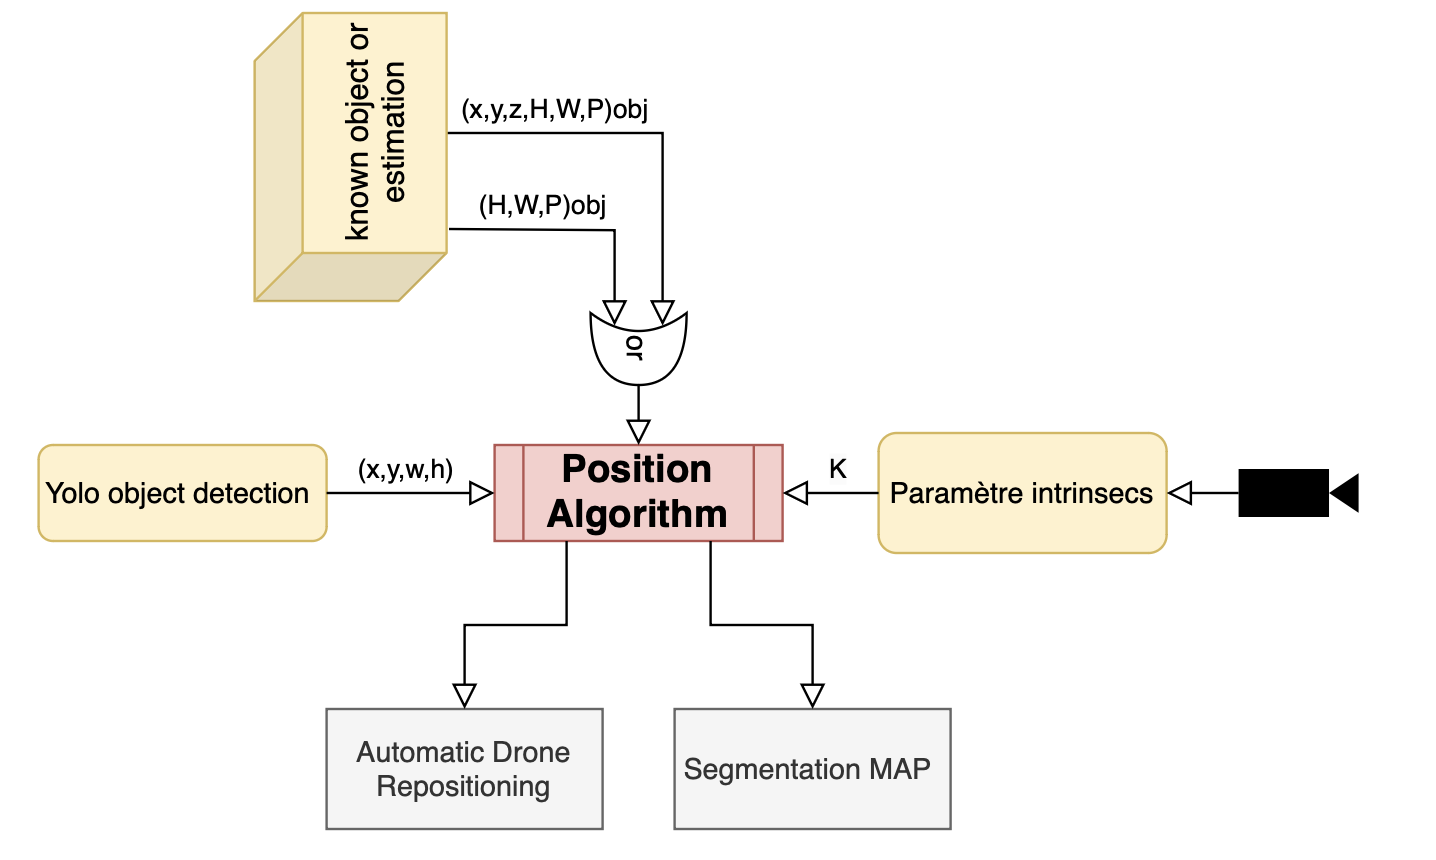 known object or
estimation
(x,y,z,H,W,P)obj
(H,W,P)obj
or
Yolo object detection
(x,y,w,h)
Position
Algorithm
K
Paramètre intrinsecs
Automatic Drone
Repositioning
Segmentation MAP